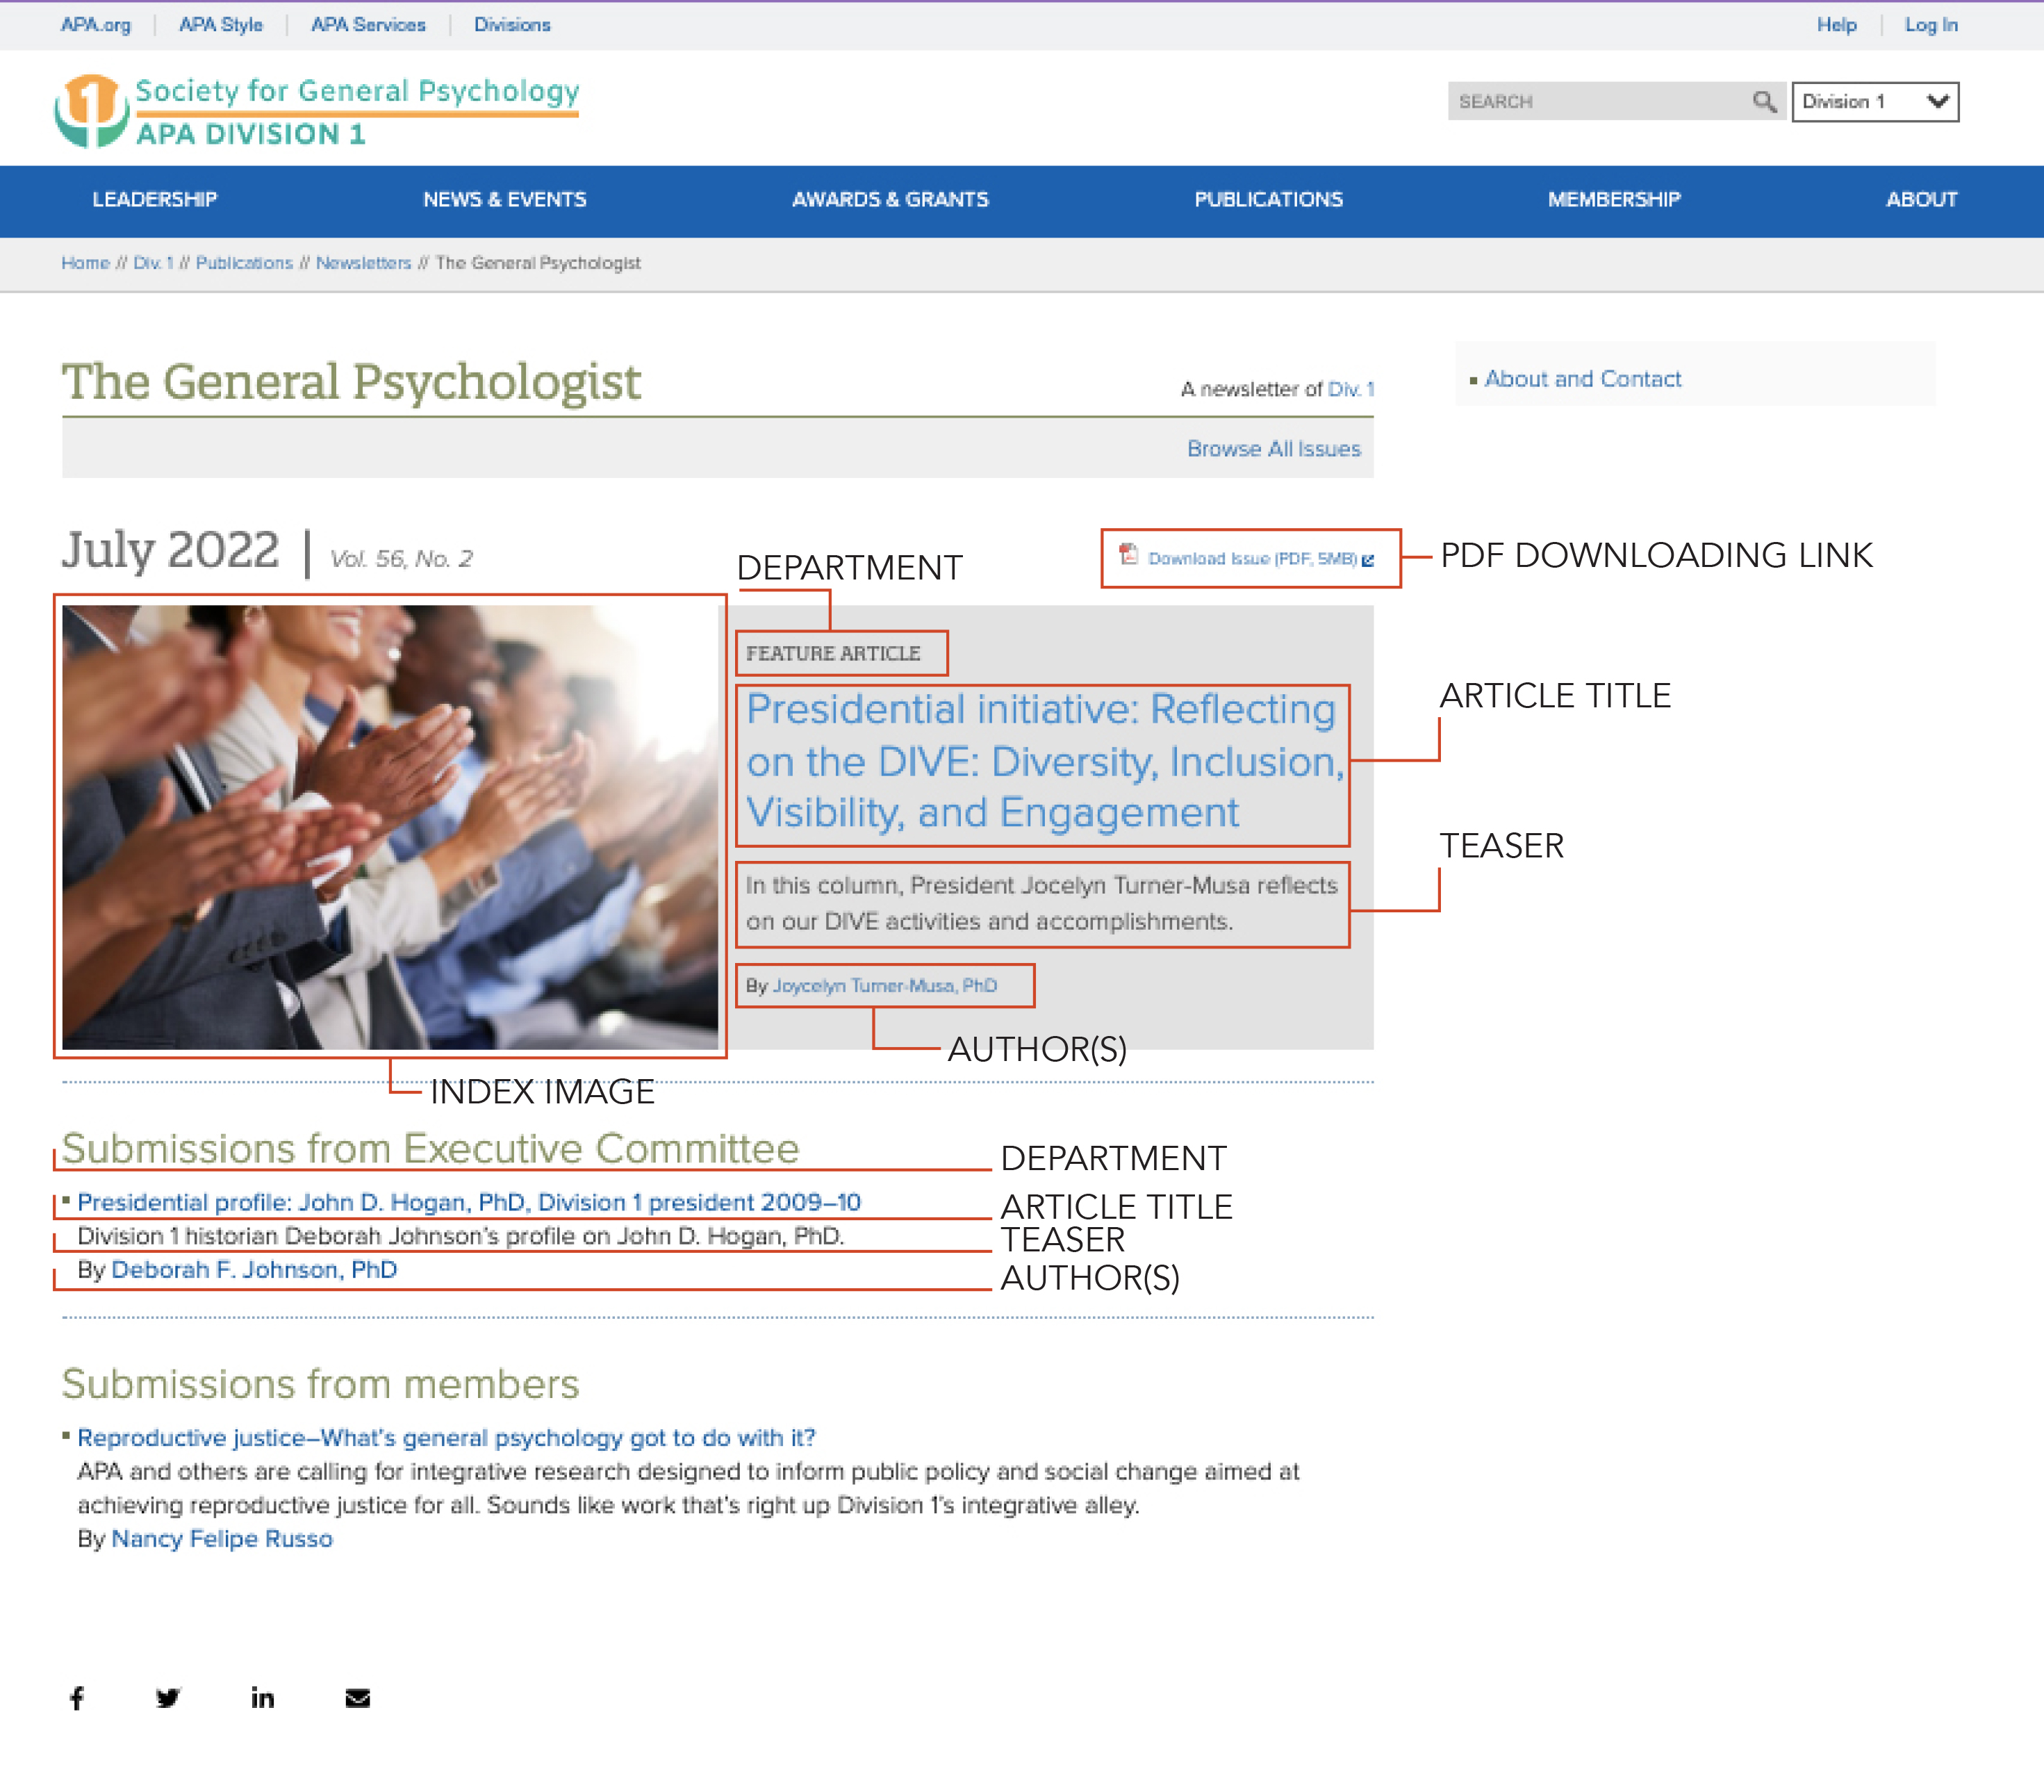 APA.org | APA Style | APA Services | Divisions
Help | Log In
1
Society for General Psychology
APA DIVISION 1
SEARCH
Division 1
LEADERSHIP NEWS & EVENTS AWARDS & GRANTS PUBLICATIONS MEMBERSHIP ABOUT
Home // Div. 1 // Publications // Newsletters // The General Psychologist
The General Psychologist
A newsletter of Div. 1
About and Contact
Browse All Issues
July 2022 | Vol. 56, No. 2
Download Issue (PDF, 5MB)
PDF DOWNLOADING LINK
DEPARTMENT
FEATURE ARTICLE
Presidential initiative: Reflecting
on the DIVE: Diversity, Inclusion,
Visibility, and Engagement
ARTICLE TITLE
In this column, President Jocelyn Turner-Musa reflects
on our DIVE activities and accomplishments.
TEASER
By Joycelyn Turner-Musa, PhD
AUTHOR(S)
INDEX IMAGE
Submissions from Executive Committee
DEPARTMENT
Presidential profile: John D. Hogan, PhD, Division 1 president 2009–10
ARTICLE TITLE
Division 1 historian Deborah Johnson's profile on John D. Hogan, PhD.
TEASER
By Deborah F. Johnson, PhD
AUTHOR(S)
Submissions from members
Reproductive justice–What's general psychology got to do with it?
APA and others are calling for integrative research designed to inform public policy and social change aimed at
achieving reproductive justice for all. Sounds like work that's right up Division 1's integrative alley.
By Nancy Felipe Russo